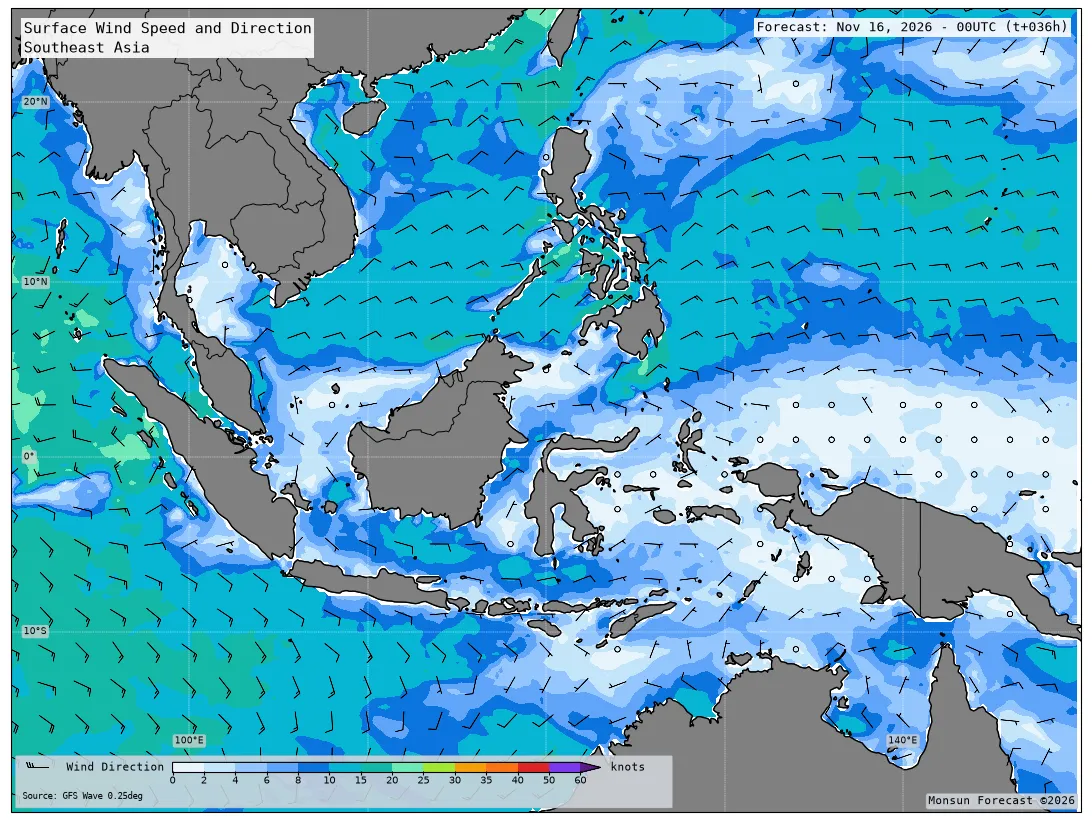 Surface Wind Speed and Direction
Southeast Asia
Forecast: Nov 16, 2026 - 00UTC (t+036h)
20°N
10°N
0°
10°S
100°E
140°E
Wind Direction
0 2 4 6 8 10 15 20 25 30 35 40 50 60
knots
Source: GFS Wave 0.25deg
Monsun Forecast ©2026